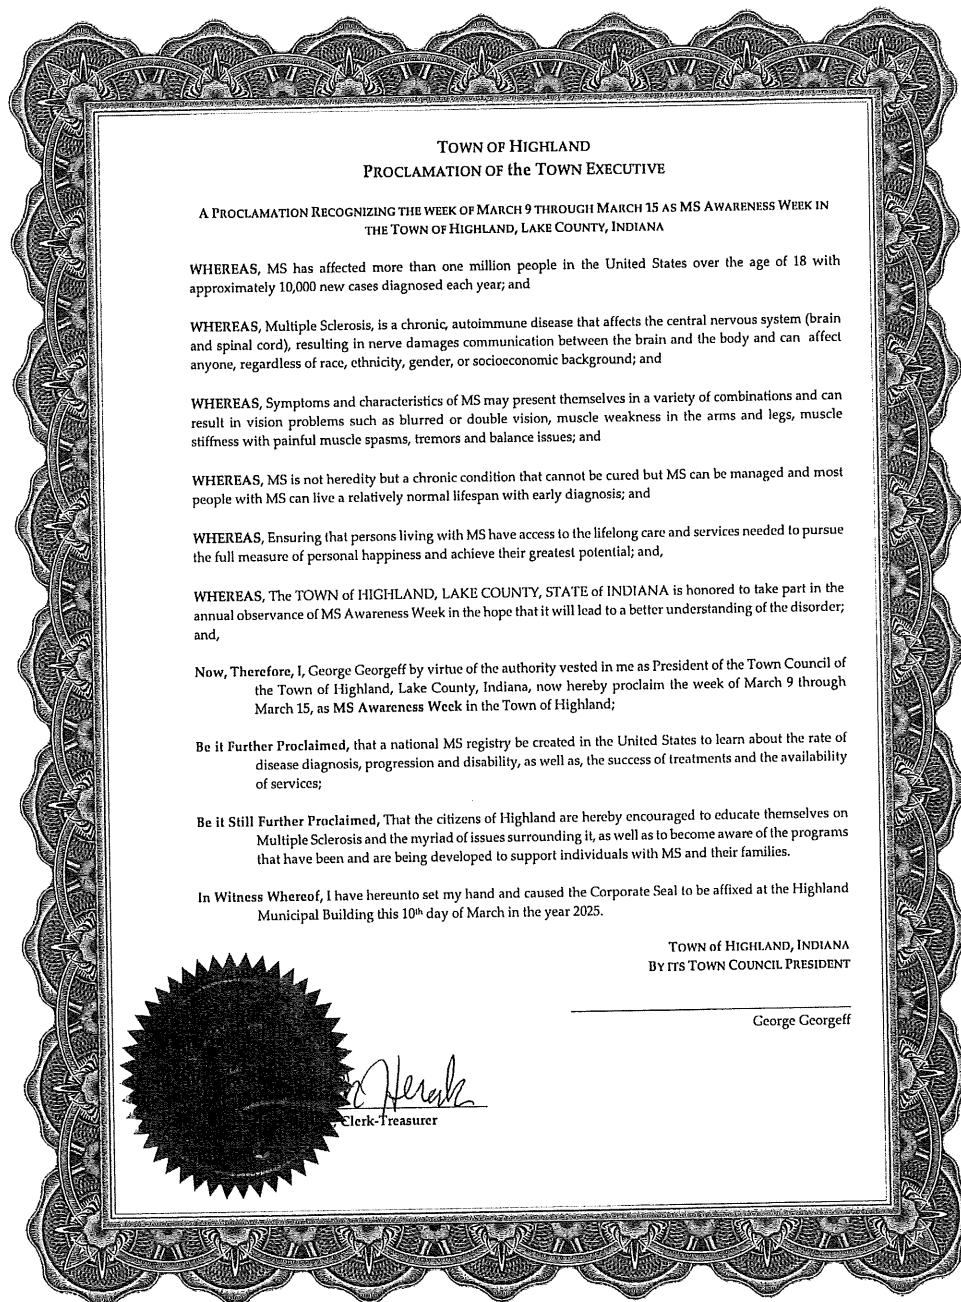 TOWN OF HIGHLAND
PROCLAMATION OF the TOWN EXECUTIVE
A PROCLAMATION RECOGNIZING THE WEEK OF MARCH 9 THROUGH MARCH 15 AS MS AWARENESS WEEK IN
THE TOWN OF HIGHLAND, LAKE COUNTY, INDIANA
WHEREAS, MS has affected more than one million people in the United States over the age of 18 with
approximately 10,000 new cases diagnosed each year; and
WHEREAS, Multiple Sclerosis, is a chronic, autoimmune disease that affects the central nervous system (brain
and spinal cord), resulting in nerve damages communication between the brain and the body and can affect
anyone, regardless of race, ethnicity, gender, or socioeconomic background; and
WHEREAS, Symptoms and characteristics of MS may present themselves in a variety of combinations and can
result in vision problems such as blurred or double vision, muscle weakness in the arms and legs, muscle
stiffness with painful muscle spasms, tremors and balance issues; and
WHEREAS, MS is not heredity but a chronic condition that cannot be cured but MS can be managed and most
people with MS can live a relatively normal lifespan with early diagnosis; and
WHEREAS, Ensuring that persons living with MS have access to the lifelong care and services needed to pursue
the full measure of personal happiness and achieve their greatest potential; and,
WHEREAS, The TOWN of HIGHLAND, LAKE COUNTY, STATE of INDIANA is honored to take part in the
annual observance of MS Awareness Week in the hope that it will lead to a better understanding of the disorder;
and,
Now, Therefore, I, George Georgeff by virtue of the authority vested in me as President of the Town Council of
the Town of Highland, Lake County, Indiana, now hereby proclaim the week of March 9 through
March 15, as MS Awareness Week in the Town of Highland;
Be it Further Proclaimed, that a national MS registry be created in the United States to learn about the rate of
disease diagnosis, progression and disability, as well as, the success of treatments and the availability
of services;
Be it Still Further Proclaimed, That the citizens of Highland are hereby encouraged to educate themselves on
Multiple Sclerosis and the myriad of issues surrounding it, as well as to become aware of the programs
that have been and are being developed to support individuals with MS and their families.
In Witness Whereof, I have hereunto set my hand and caused the Corporate Seal to be affixed at the Highland
Municipal Building this 10th day of March in the year 2025.
TOWN of HIGHLAND, INDIANA
BY ITS TOWN COUNCIL PRESIDENT
George Georgeff
Herak
Clerk-Treasurer